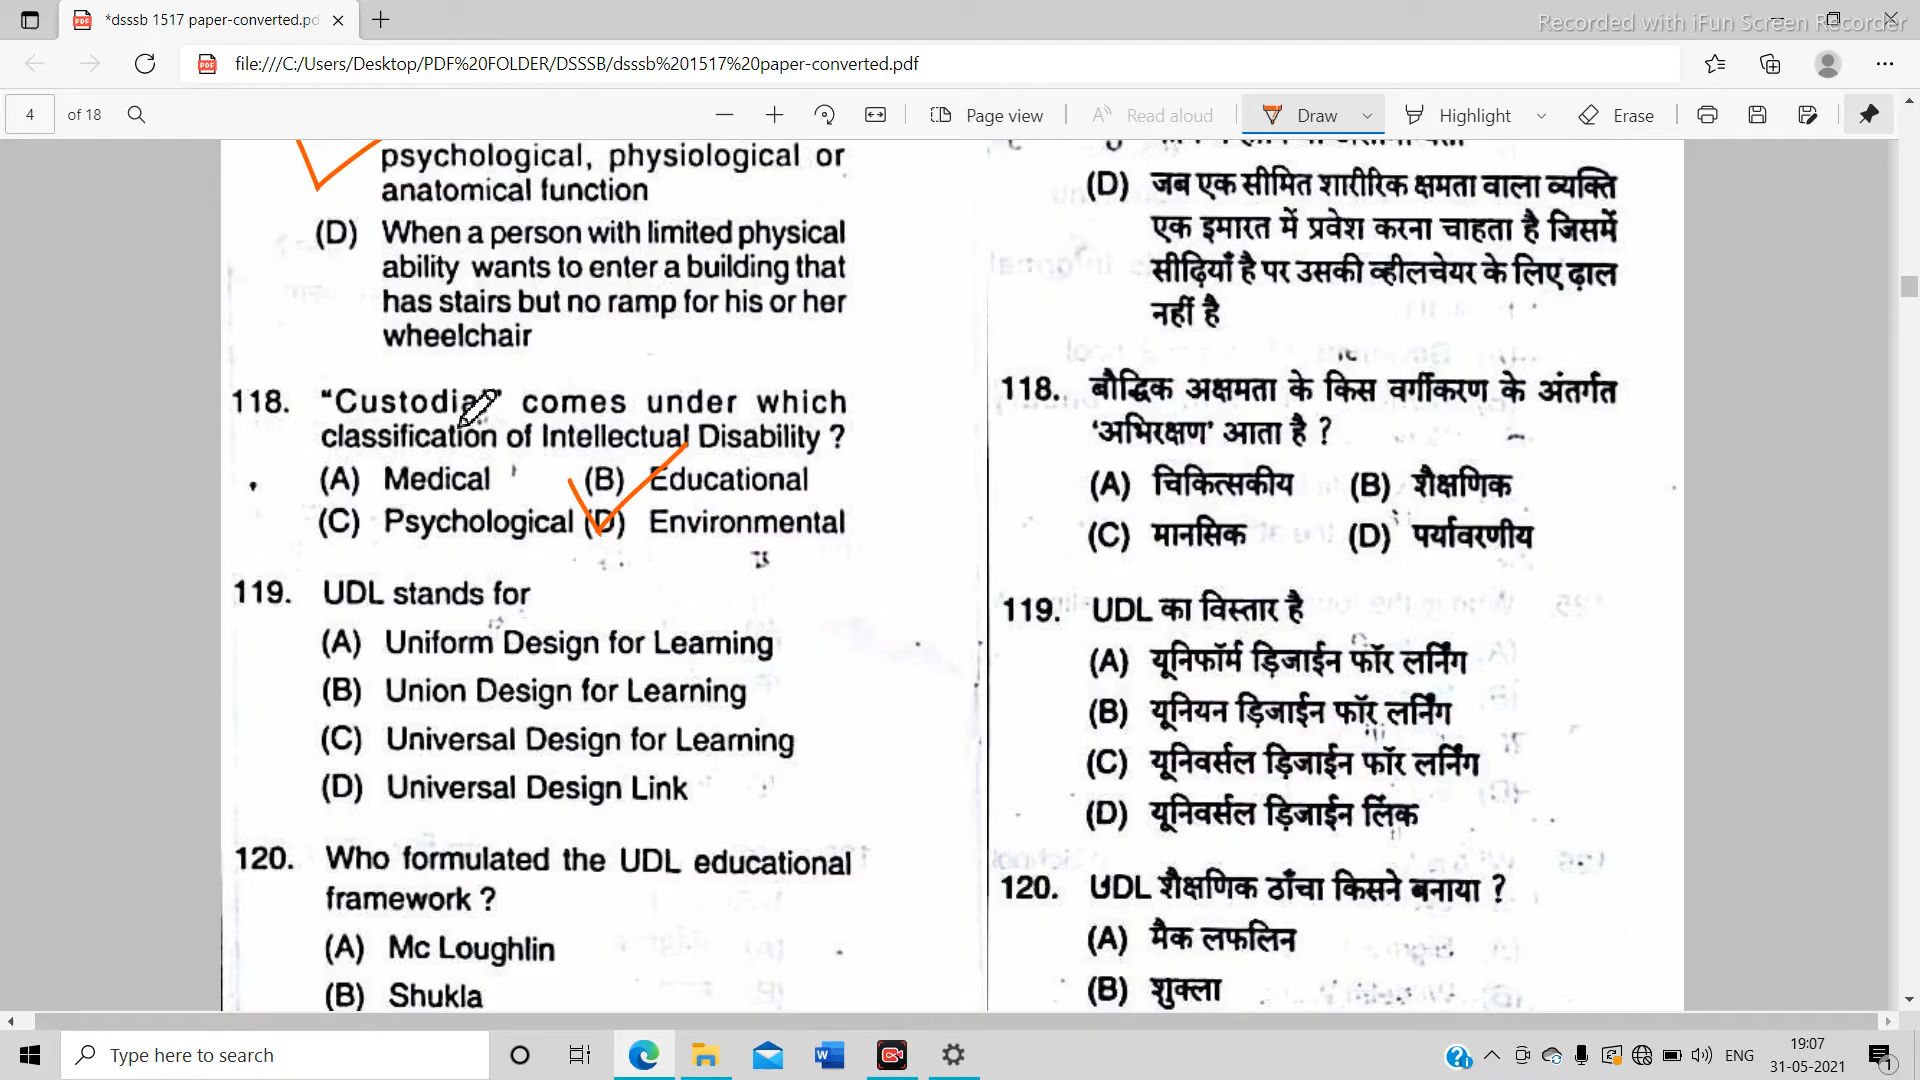 *dsssb 1517 paper-converted.pd
Recorded with iFun Screen Recorder
file:///C:/Users/Desktop/PDF%20FOLDER/DSSSB/dsssb%201517%20paper-converted.pdf
4 of 18
Page view
Read aloud
Draw
Highlight
Erase
psychological, physiological or
anatomical function
(D) When a person with limited physical
ability wants to enter a building that
has stairs but no ramp for his or her
wheelchair
118. "Custodial" comes under which
classification of Intellectual Disability ?
(A) Medical (B) Educational
(C) Psychological (D) Environmental
119. UDL stands for
(A) Uniform Design for Learning
(B) Union Design for Learning
(C) Universal Design for Learning
(D) Universal Design Link
120. Who formulated the UDL educational
framework ?
(A) Mc Loughlin
(B) Shukla
(D) जब एक सीमित शारीरिक क्षमता वाला व्यक्ति
एक इमारत में प्रवेश करना चाहता है जिसमें
सीढ़ियाँ है पर उसकी व्हीलचेयर के लिए ढ़ाल
नहीं है
118. बौद्धिक अक्षमता के किस वर्गीकरण के अंतर्गत
'अभिरक्षण' आता है ?
(A) चिकित्सकीय (B) शैक्षणिक
(C) मानसिक (D) पर्यावरणीय
119. UDL का विस्तार है
(A) यूनिफॉर्म ड़िजाईन फॉर लर्निंग
(B) यूनियन ड़िजाईन फॉर लर्निंग
(C) यूनिवर्सल ड़िजाईन फॉर लर्निंग
(D) यूनिवर्सल ड़िजाईन लिंक
120. UDL शैक्षणिक ठाँचा किसने बनाया ?
(A) मैक लफलिन
(B) शुक्ला
Type here to search
ENG
19:07
31-05-2021
1